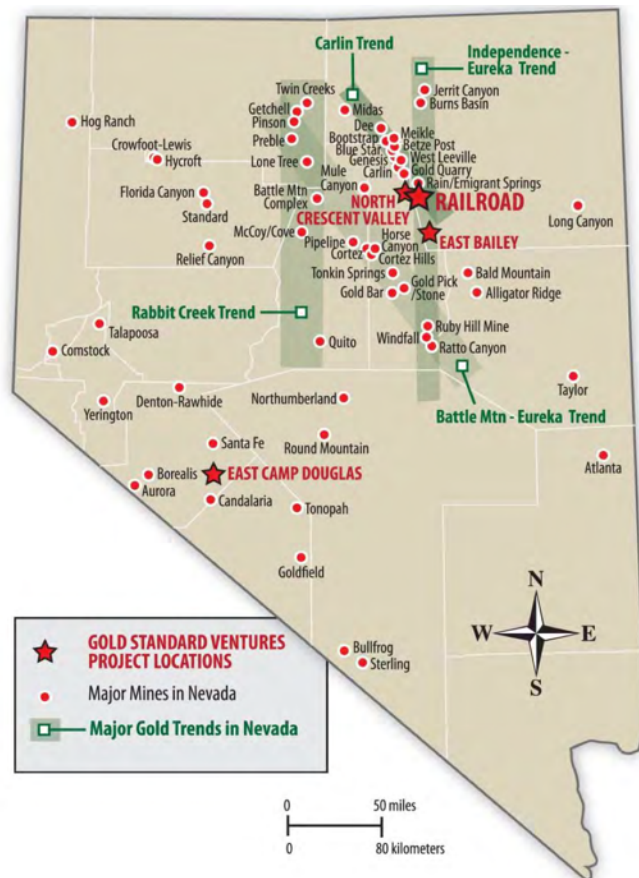 Carlin Trend
Independence -
Eureka Trend
Twin Creeks
Getchell
Pinson
Preble
Midas
Jerrit Canyon
Burns Basin
Hog Ranch
Dee
Bootstrap
Blue Star
Genesis
Carlin
Meikle
Betze Post
West Leeville
Gold Quarry
Rain/Emigrant Springs
Crowfoot-Lewis
Hycroft
Lone Tree
Mule
Canyon
Florida Canyon
Standard
Battle Mtn
Complex
NORTH
CRESCENT VALLEY
RAILROAD
Long Canyon
McCoy/Cove
Pipeline
Cortez
Horse
Canyon
Cortez Hills
EAST BAILEY
Relief Canyon
Tonkin Springs
Gold Bar
Gold Pick
/Stone
Bald Mountain
Alligator Ridge
Rabbit Creek Trend
Talapoosa
Comstock
Quito
Ruby Hill Mine
Windfall
Ratto Canyon
Taylor
Yerington
Denton-Rawhide
Northumberland
Battle Mtn - Eureka Trend
Santa Fe
Round Mountain
Atlanta
Borealis
Aurora
EAST CAMP DOUGLAS
Candalaria
Tonopah
Goldfield
N
W
E
S
GOLD STANDARD VENTURES
PROJECT LOCATIONS
Major Mines in Nevada
Major Gold Trends in Nevada
Bullfrog
Sterling
0
50 miles
0
80 kilometers